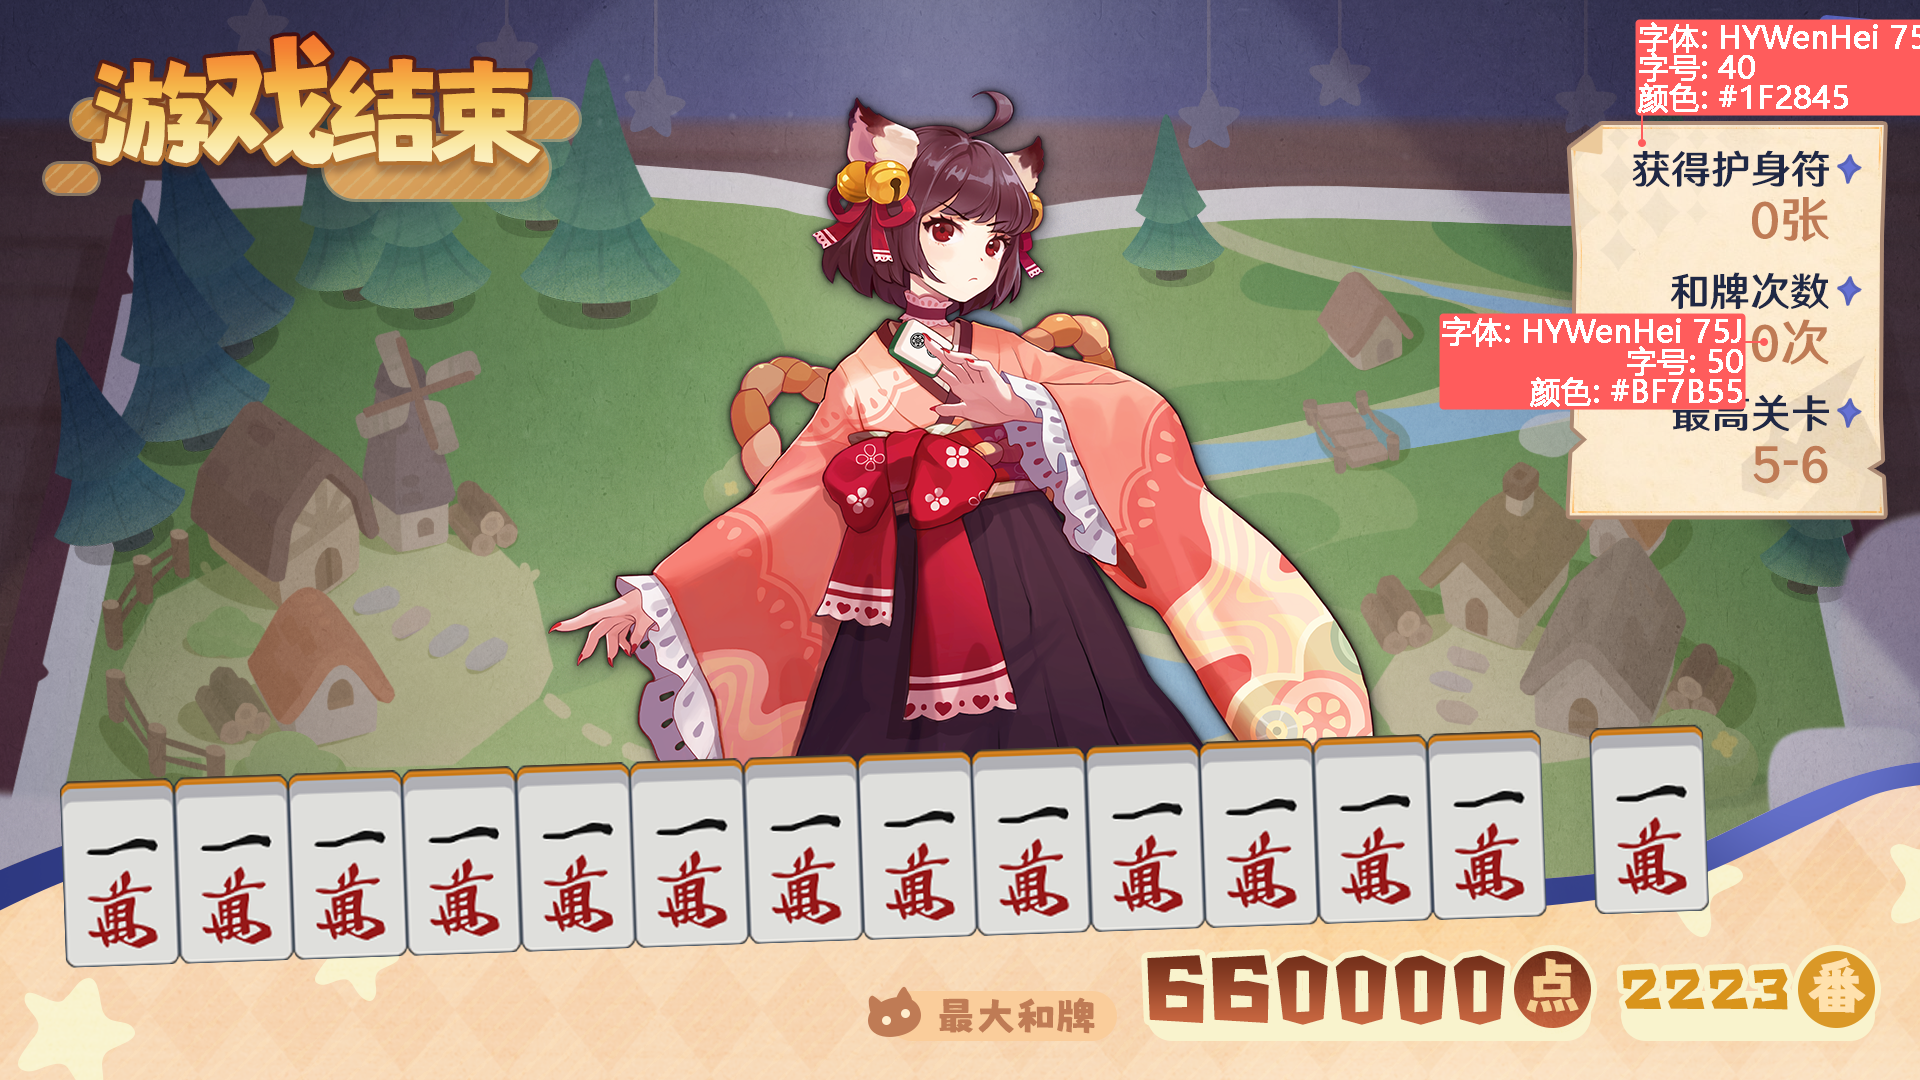 游戏结束
字体: HYWenHei 75
字号: 40
颜色: #1F2845
获得护身符
0张
和牌次数
0次
字体: HYWenHei 75J
字号: 50
颜色: #BF7B55
最高关卡
5-6
一萬 一萬 一萬 一萬 一萬 一萬 一萬 一萬 一萬 一萬 一萬 一萬 一萬 一萬
最大和牌 660000点 2223番